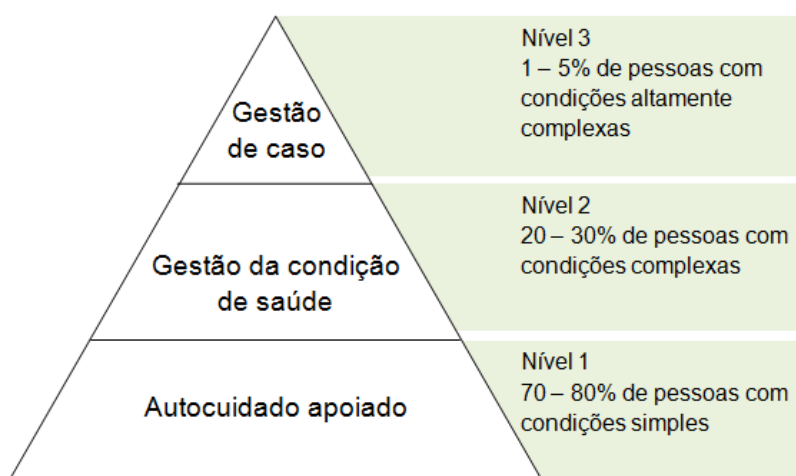 Gestão
de caso
Nível 3
1 – 5% de pessoas com
condições altamente
complexas
Gestão da condição
de saúde
Nível 2
20 – 30% de pessoas com
condições complexas
Autocuidado apoiado
Nível 1
70 – 80% de pessoas com
condições simples